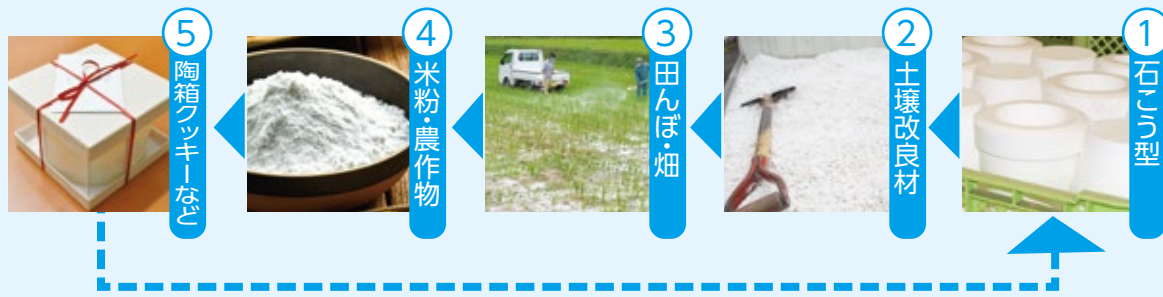 ①石こう型
②土壌改良材
③田んぼ・畑
④米粉・農作物
⑤陶箱クッキーなど